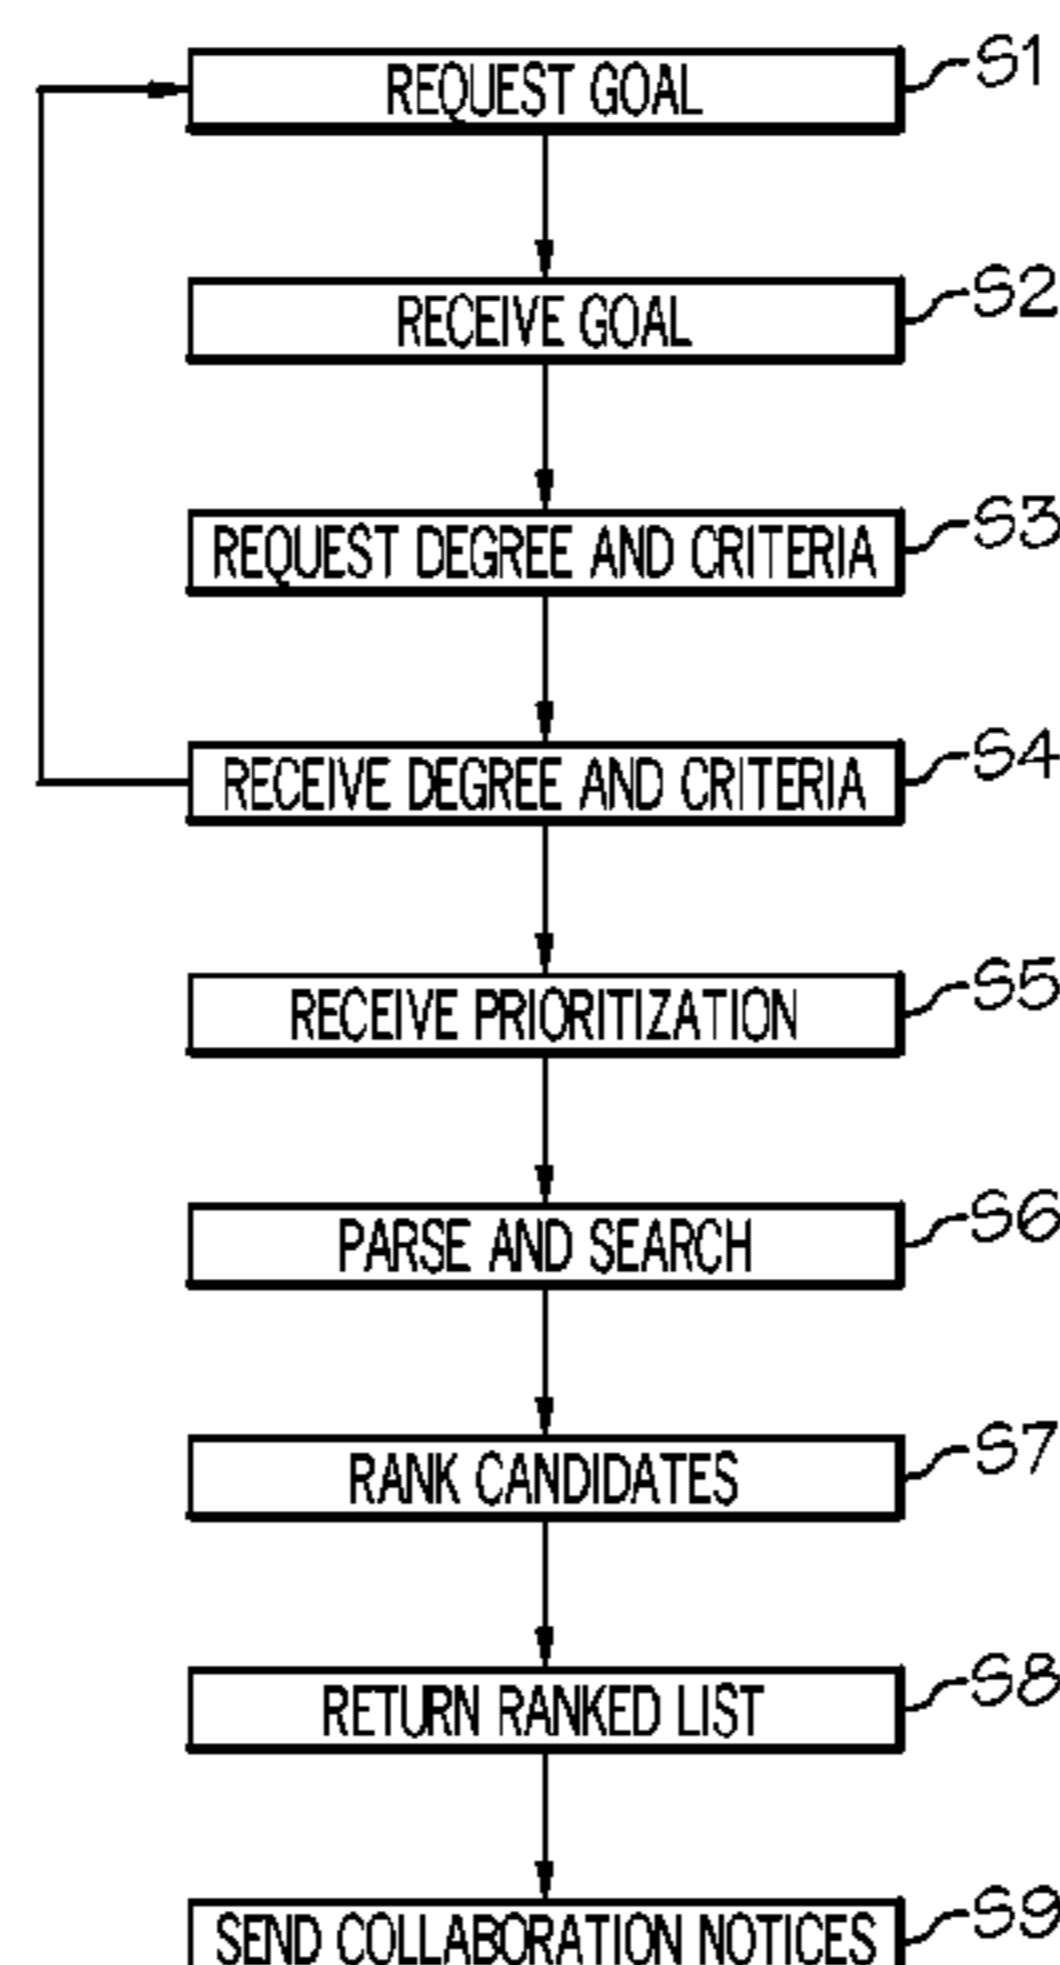 REQUEST GOAL S1
RECEIVE GOAL S2
REQUEST DEGREE AND CRITERIA S3
RECEIVE DEGREE AND CRITERIA S4
RECEIVE PRIORITIZATION S5
PARSE AND SEARCH S6
RANK CANDIDATES S7
RETURN RANKED LIST S8
SEND COLLABORATION NOTICES S9